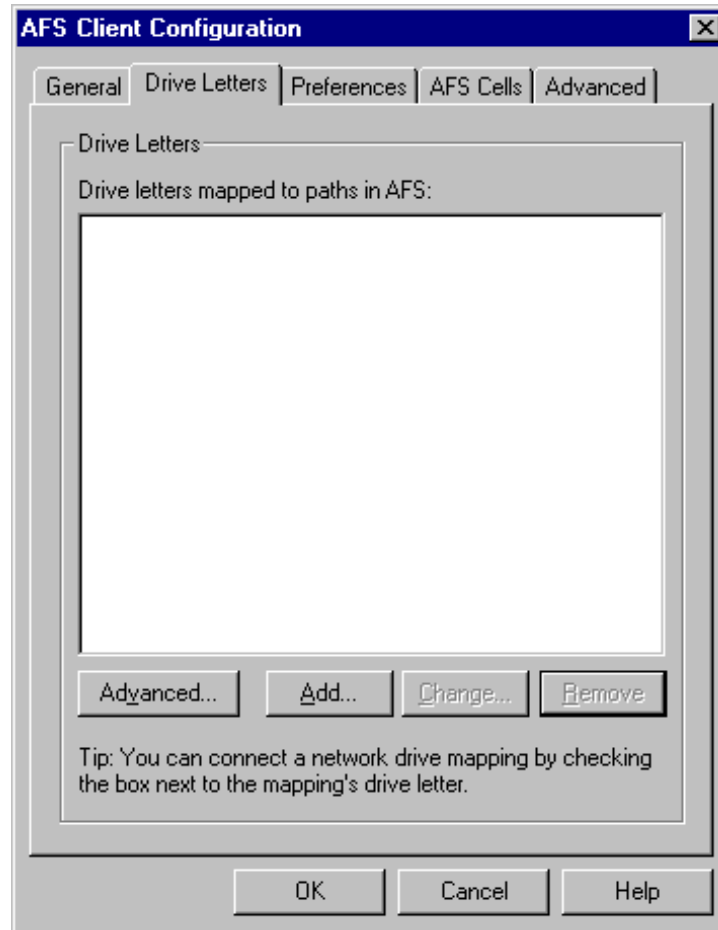 AFS Client Configuration
General Drive Letters Preferences AFS Cells Advanced
Drive Letters
Drive letters mapped to paths in AFS:
Advanced... Add... Change... Remove
Tip: You can connect a network drive mapping by checking
the box next to the mapping's drive letter.
OK Cancel Help